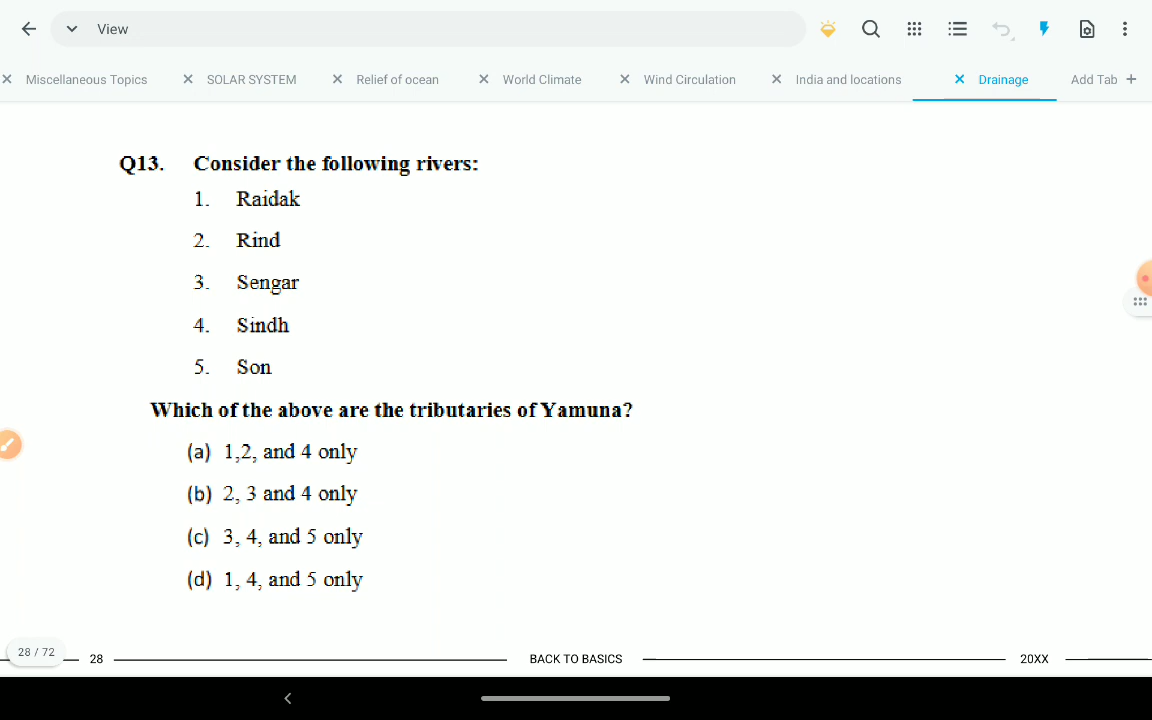 View
Miscellaneous Topics SOLAR SYSTEM Relief of ocean World Climate Wind Circulation India and locations Drainage Add Tab +
Q13. Consider the following rivers:
1. Raidak
2. Rind
3. Sengar
4. Sindh
5. Son
Which of the above are the tributaries of Yamuna?
(a) 1,2, and 4 only
(b) 2, 3 and 4 only
(c) 3, 4, and 5 only
(d) 1, 4, and 5 only
28 / 72 28 BACK TO BASICS 20XX